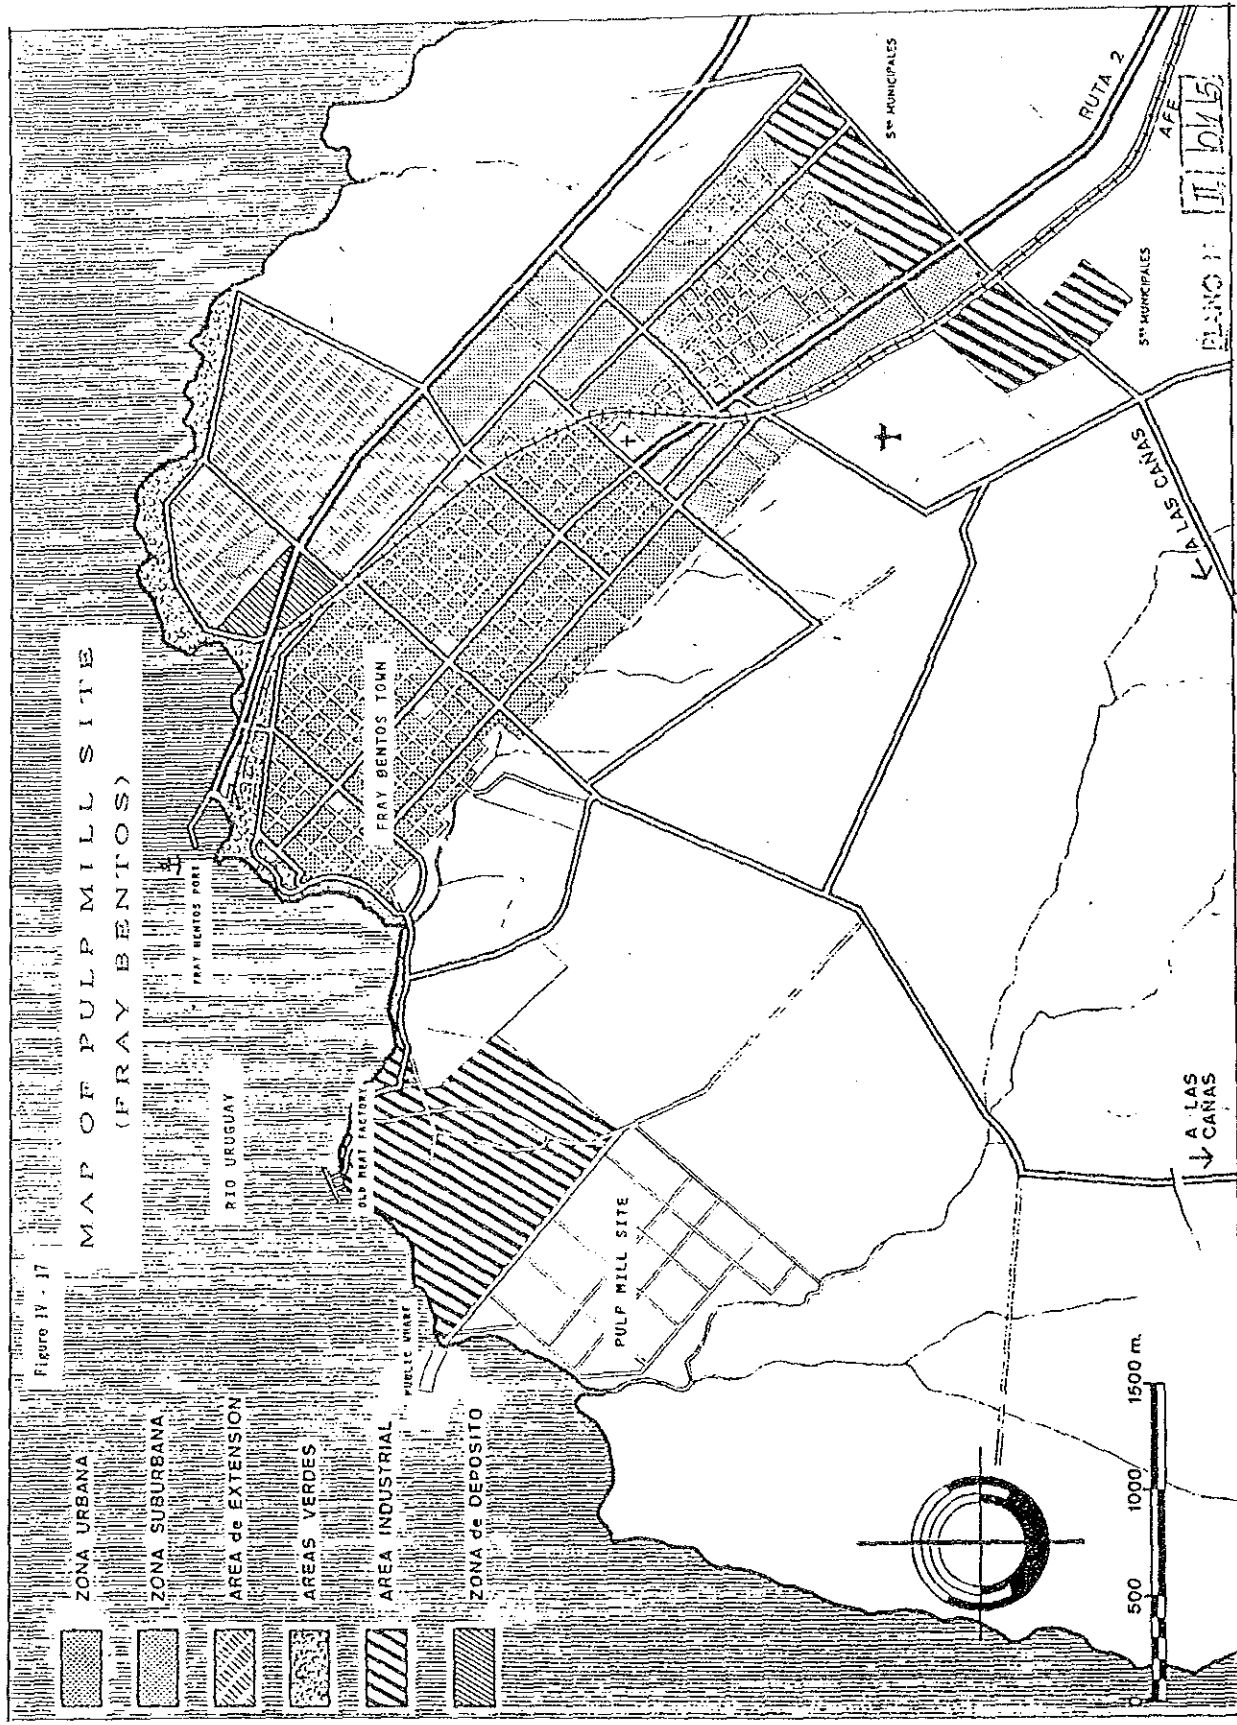 Figure IV - 17
MAP OF PULP MILL SITE
(FRAY BENTOS)
ZONA URBANA
ZONA SUBURBANA
AREA de EXTENSION
AREAS VERDES
AREA INDUSTRIAL
ZONA de DEPOSITO
RIO URUGUAY
FRAY BENTOS PORT
OLD MEAT FACTORY
PUBLIC WHARF
FRAY BENTOS TOWN
PULP MILL SITE
Sres MUNICIPALES
RUTA 2
AFE
Sres MUNICIPALES
A LAS CAÑAS
A LAS
CAÑAS
0 500 1000 1500 m.